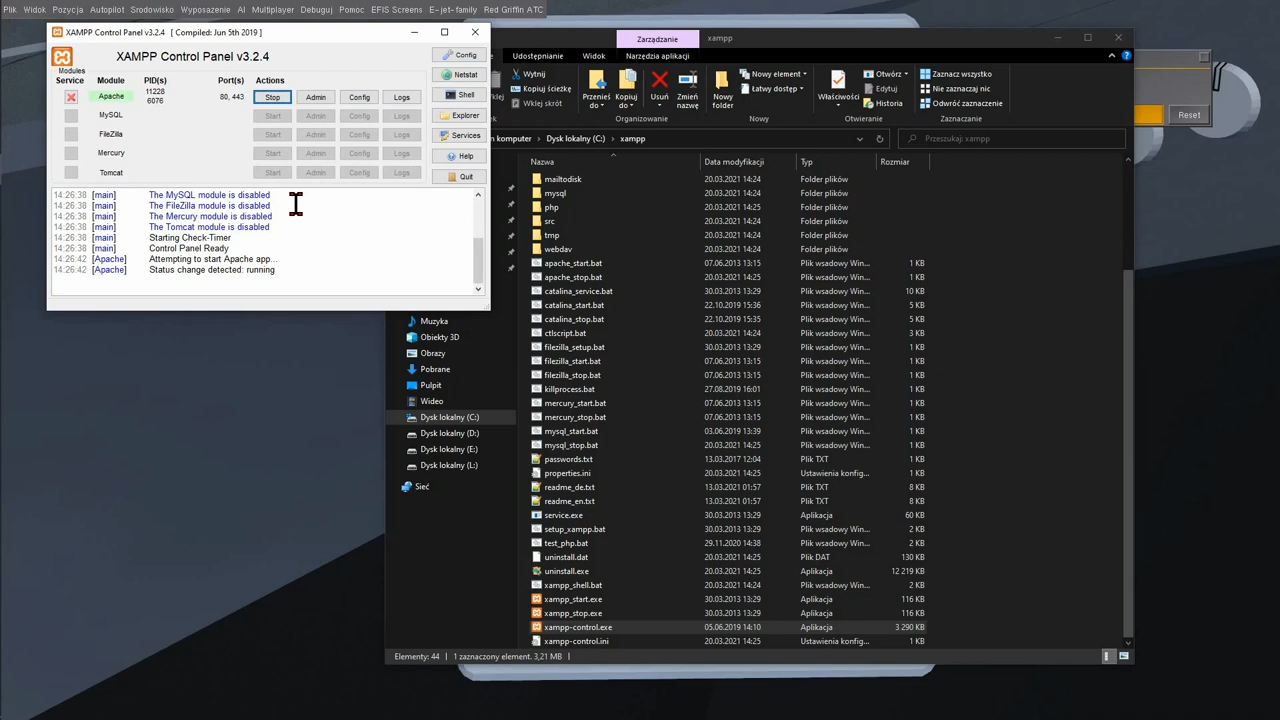 Plik Widok Pozycja Autopilot Środowisko Wyposazenie AI Multiplayer Debuguj Pomoc EFIS Screens E-jet-family Red Griffin ATC
XAMPP Control Panel v3.2.4 [ Compiled: Jun 5th 2019 ]
XAMPP Control Panel v3.2.4
Config
Netstat
Shell
Explorer
Services
Help
Quit
Modules
Service Module PID(s) Port(s) Actions
Apache 11228 6076 80, 443 Stop Admin Config Logs
MySQL Start Admin Config Logs
FileZilla Start Admin Config Logs
Mercury Start Admin Config Logs
Tomcat Start Admin Config Logs
14:26:38 [main] The MySQL module is disabled
14:26:38 [main] The FileZilla module is disabled
14:26:38 [main] The Mercury module is disabled
14:26:38 [main] The Tomcat module is disabled
14:26:38 [main] Starting Check-Timer
14:26:38 [main] Control Panel Ready
14:26:42 [Apache] Attempting to start Apache app...
14:26:42 [Apache] Status change detected: running
Zarządzanie xampp
Udostępnianie Widok Narzędzia aplikacji
Wytnij
Kopiuj ścieżkę
Wklej skrót
Przenieś do
Kopiuj do
Usuń
Zmień nazwę
Nowy folder
Nowy element
Łatwy dostęp
Nowy
Właściwości
Otwórz
Edytuj
Historia
Otwieranie
Zaznacz wszystko
Nie zaznaczaj nic
Odwróć zaznaczenie
Zaznaczanie
Reset
n komputer Dysk lokalny (C:) xampp
Przeszukaj: xampp
Nazwa Data modyfikacji Typ Rozmiar
mailtodisk 20.03.2021 14:24 Folder plików
mysql 20.03.2021 14:25 Folder plików
php 20.03.2021 14:25 Folder plików
src 20.03.2021 14:24 Folder plików
tmp 20.03.2021 14:24 Folder plików
webdav 20.03.2021 14:24 Folder plików
apache_start.bat 07.06.2013 13:15 Plik wsadowy Win... 1 KB
apache_stop.bat 20.03.2021 14:24 Plik wsadowy Win... 1 KB
catalina_service.bat 30.03.2013 13:29 Plik wsadowy Win... 10 KB
catalina_start.bat 22.10.2019 15:36 Plik wsadowy Win... 5 KB
catalina_stop.bat 22.10.2019 15:35 Plik wsadowy Win... 5 KB
ctlscript.bat 20.03.2021 14:24 Plik wsadowy Win... 3 KB
filezilla_setup.bat 30.03.2013 13:29 Plik wsadowy Win... 1 KB
filezilla_start.bat 07.06.2013 13:15 Plik wsadowy Win... 1 KB
filezilla_stop.bat 07.06.2013 13:15 Plik wsadowy Win... 1 KB
killprocess.bat 27.08.2019 16:01 Plik wsadowy Win... 1 KB
mercury_start.bat 07.06.2013 13:15 Plik wsadowy Win... 1 KB
mercury_stop.bat 07.06.2013 13:15 Plik wsadowy Win... 1 KB
mysql_start.bat 03.06.2019 13:39 Plik wsadowy Win... 1 KB
mysql_stop.bat 20.03.2021 14:25 Plik wsadowy Win... 1 KB
passwords.txt 13.03.2017 12:04 Plik TXT 1 KB
properties.ini 20.03.2021 14:25 Ustawienia konfig... 1 KB
readme_de.txt 13.03.2021 01:57 Plik TXT 8 KB
readme_en.txt 13.03.2021 01:57 Plik TXT 8 KB
service.exe 30.03.2013 13:29 Aplikacja 60 KB
setup_xampp.bat 30.03.2013 13:29 Plik wsadowy Win... 2 KB
test_php.bat 29.11.2020 14:38 Plik wsadowy Win... 2 KB
uninstall.dat 20.03.2021 14:25 Plik DAT 130 KB
uninstall.exe 20.03.2021 14:25 Aplikacja 12 219 KB
xampp_shell.bat 20.03.2021 14:24 Plik wsadowy Win... 2 KB
xampp_start.exe 30.03.2013 13:29 Aplikacja 116 KB
xampp_stop.exe 30.03.2013 13:29 Aplikacja 116 KB
xampp-control.exe 05.06.2019 14:10 Aplikacja 3 290 KB
xampp-control.ini 20.03.2021 14:25 Ustawienia konfig... 1 KB
Muzyka
Obiekty 3D
Obrazy
Pobrane
Pulpit
Wideo
Dysk lokalny (C:)
Dysk lokalny (D:)
Dysk lokalny (E:)
Dysk lokalny (L:)
Sieć
Elementy: 44 1 zaznaczony element. 3,21 MB